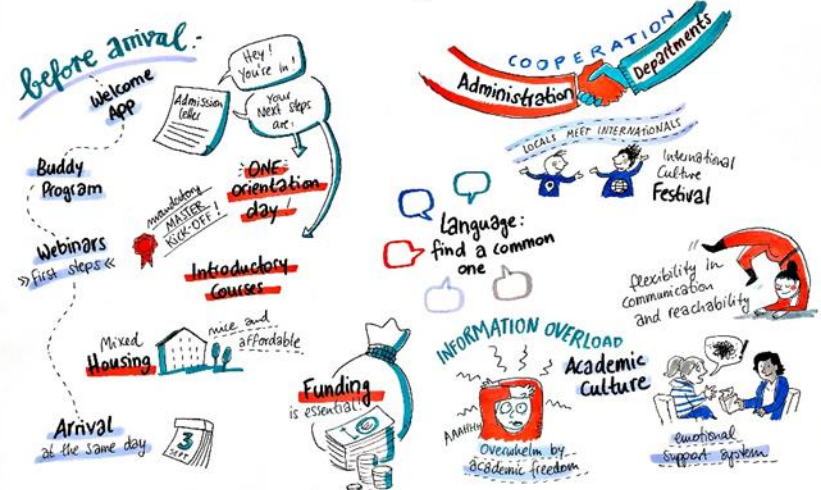 before arrival:
Welcome
App
Hey!
You're in!
Admission
Letter
Your
Next steps
are:
Buddy
Program
ONE
orientation
day!
mandatory
MASTER
KICK-OFF!
Webinars
»First steps«
Introductory
Courses
Mixed
Housing
nice and
affordable
Arrival
at the same day
3
SEPT
Funding
is essential!
€
COOPERATION
Administration
Departments
LOCALS MEET INTERNATIONALS
International
Culture
Festival
Language:
find a common
one
flexibility in
communication
and reachability
INFORMATION OVERLOAD
Academic
Culture
AAAHHH
Overwhelm by
academic freedom
emotional
support system